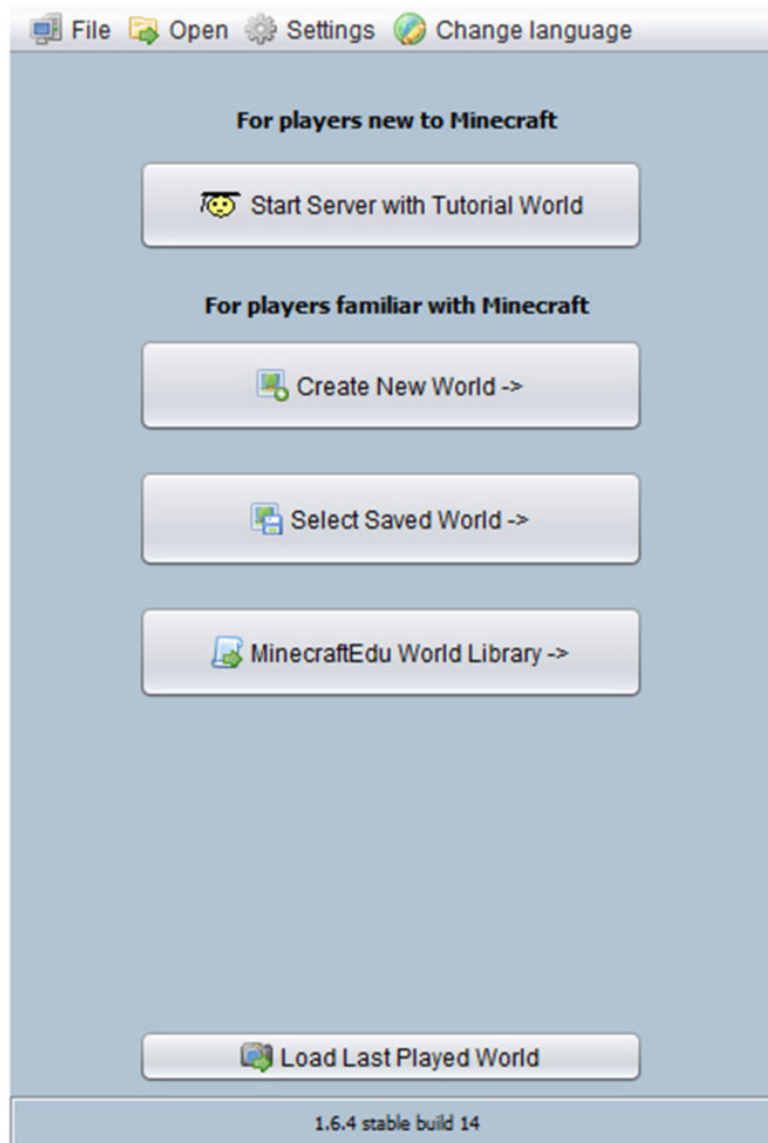 File Open Settings Change language
For players new to Minecraft
Start Server with Tutorial World
For players familiar with Minecraft
Create New World ->
Select Saved World ->
MinecraftEdu World Library ->
Load Last Played World
1.6.4 stable build 14